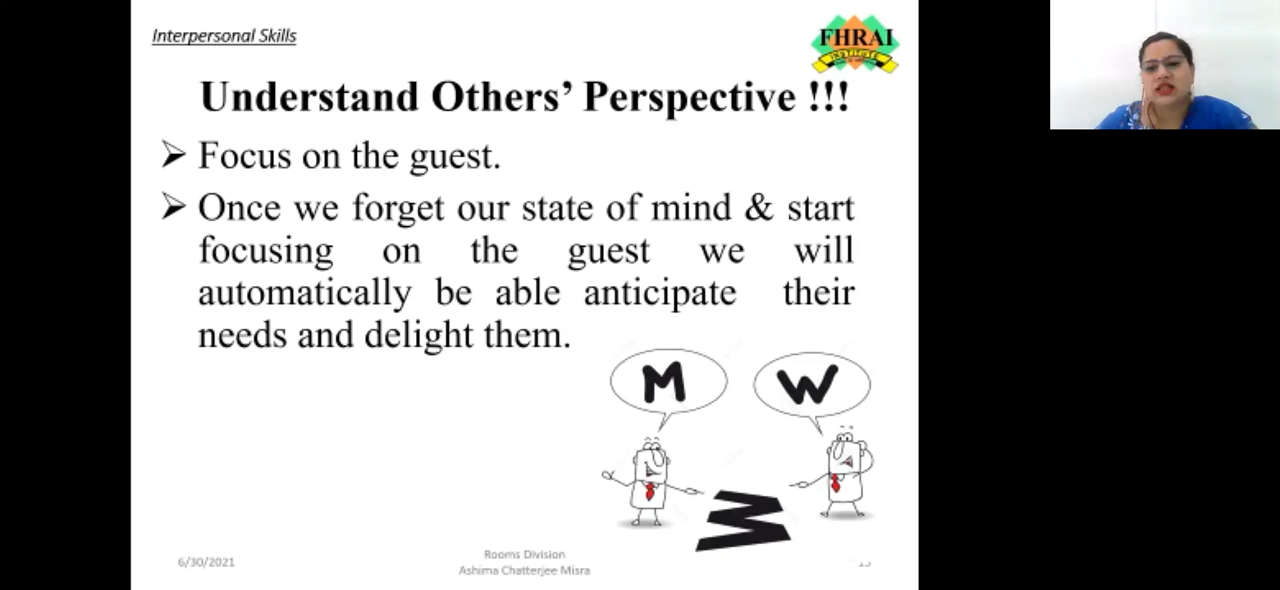 Interpersonal Skills
FHRAI
Understand Others’ Perspective !!!
➢ Focus on the guest.
➢ Once we forget our state of mind & start
focusing on the guest we will
automatically be able anticipate their
needs and delight them.
M
W
6/30/2021
Rooms Division
Ashima Chatterjee Misra